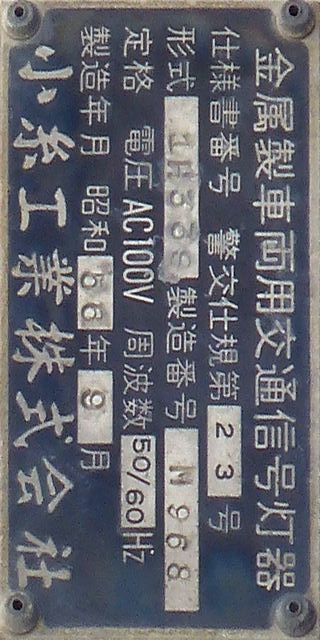 金属製車両用交通信号灯器
仕様書番号 警交仕規第23号
形式 製造番号 N968
定格 電圧 AC100V 周波数 50/60Hz
製造年月 昭和56年9月
小糸工業株式会社